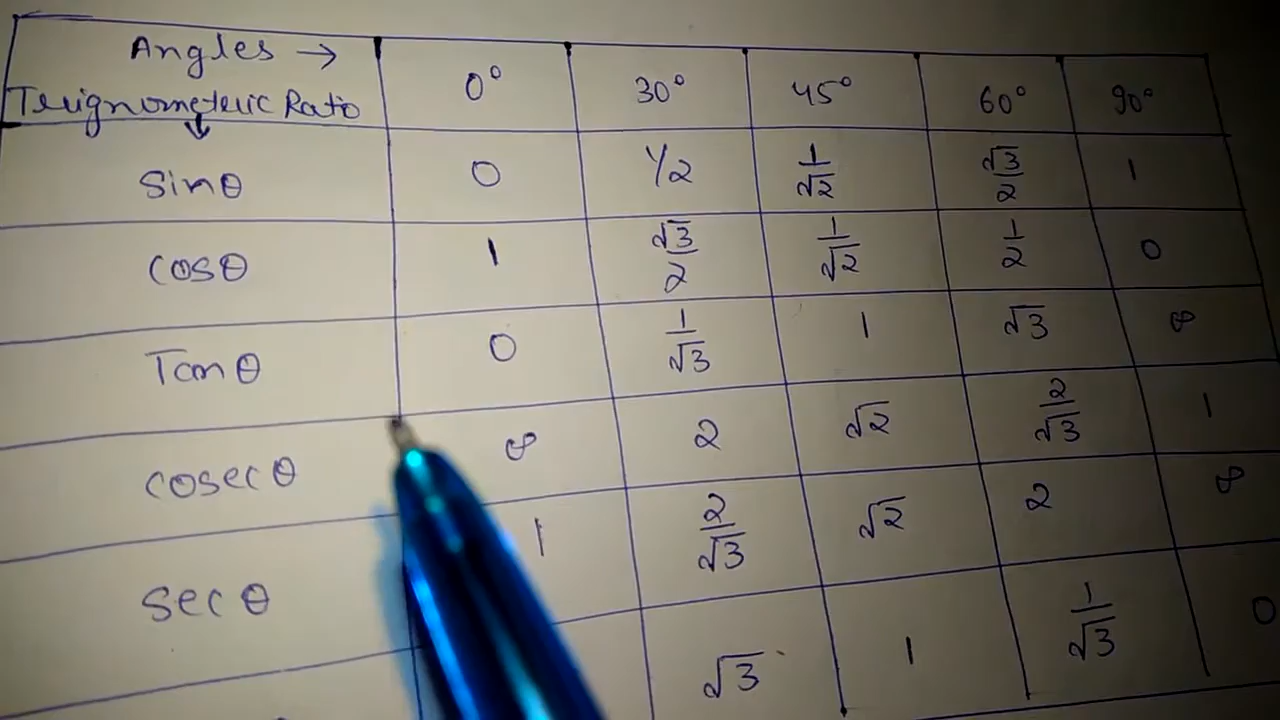 Angles → 0° 30° 45° 60° 90°
Terignometeric Ratio ↓
Sinθ 0 1/2 1/√2 √3/2 1
Cosθ 1 √3/2 1/√2 1/2 0
Tanθ 0 1/√3 1 √3 ∞
Cosecθ ∞ 2 √2 2/√3 1
Secθ 1 2/√3 √2 2 ∞
√3 1 1/√3 0